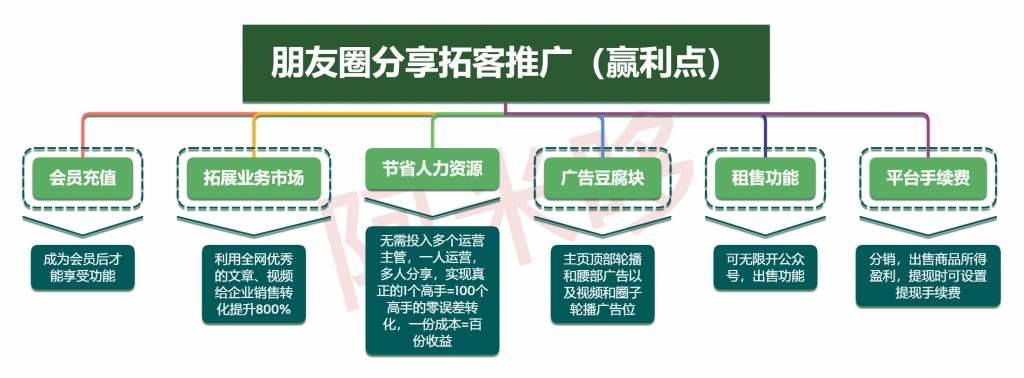 朋友圈分享拓客推广（赢利点）
会员充值
拓展业务市场
节省人力资源
广告豆腐块
租售功能
平台手续费
成为会员后才
能享受功能
利用全网优秀
的文章、视频
给企业销售转
化提升800%
无需投入多个运营
主管，一人运营，
多人分享，实现真
正的1个高手=100个
高手的零误差转
化，一份成本=百
份收益
主页顶部轮播
和腰部广告以
及视频和圈子
轮播广告位
可无限开公众
号，出售功能
分销，出售商品所得
盈利，提现时可设置
提现手续费
阿米哆